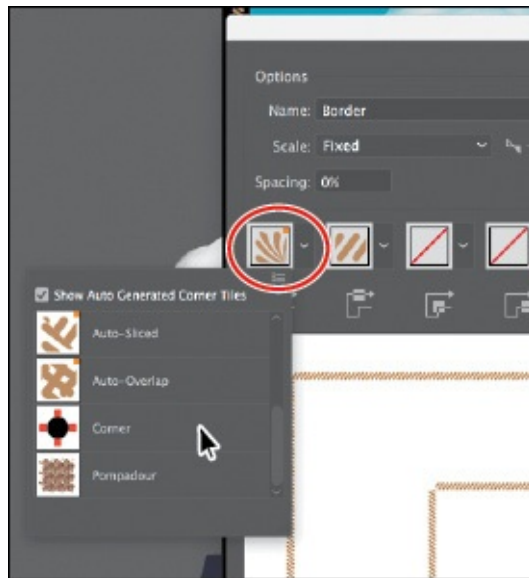 Options
Name: Border
Scale: Fixed
Spacing: 0%
Show Auto Generated Corner Tiles
Auto-Sliced
Auto-Overlap
Corner
Pompadour